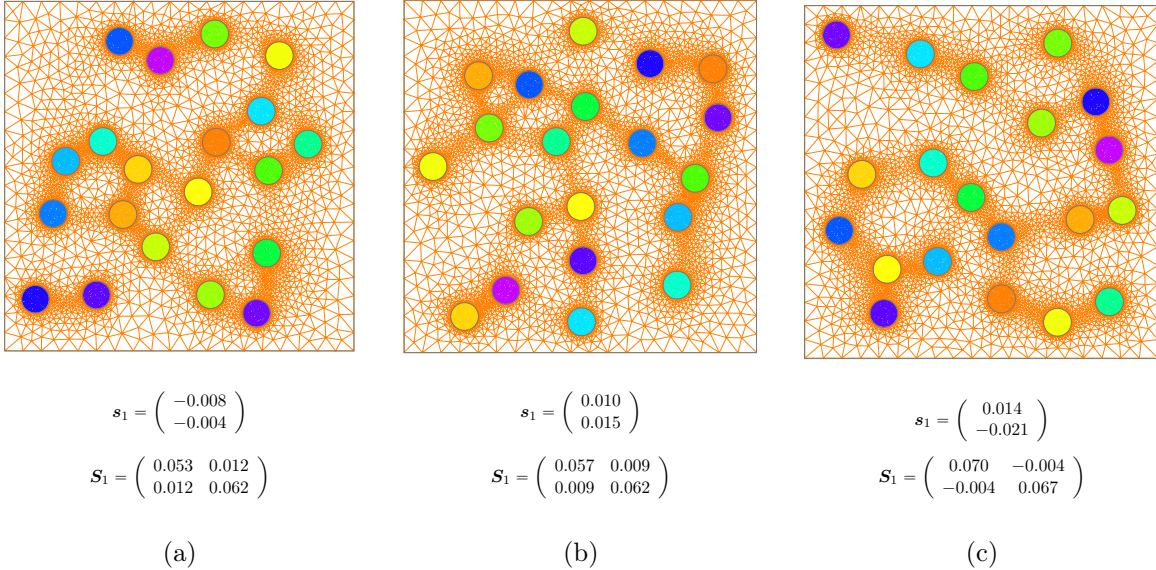 s₁ = ( −0.008 −0.004 )
S₁ = ( 0.053 0.012 0.012 0.062 )
(a)
s₁ = ( 0.010 0.015 )
S₁ = ( 0.057 0.009 0.009 0.062 )
(b)
s₁ = ( 0.014 −0.021 )
S₁ = ( 0.070 −0.004 −0.004 0.067 )
(c)